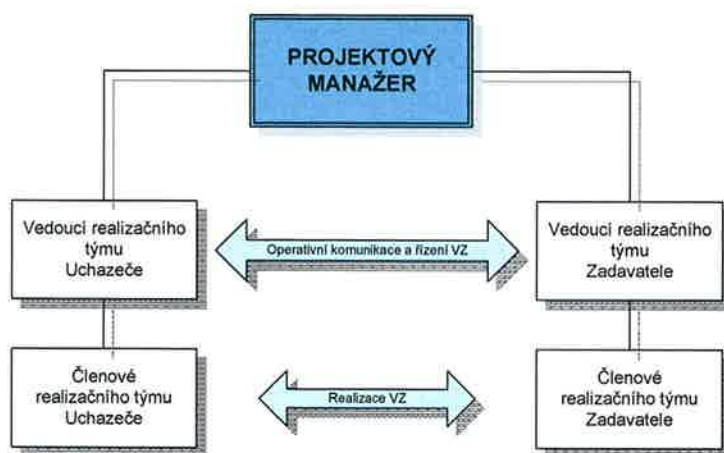 PROJEKTOVÝ
MANAŽER
Vedoucí realizačního
týmu
Uchazeče
Operativní komunikace a řízení VZ
Vedoucí realizačního
týmu
Zadavatele
Členové
realizačního týmu
Uchazeče
Realizace VZ
Členové
realizačního týmu
Zadavatele